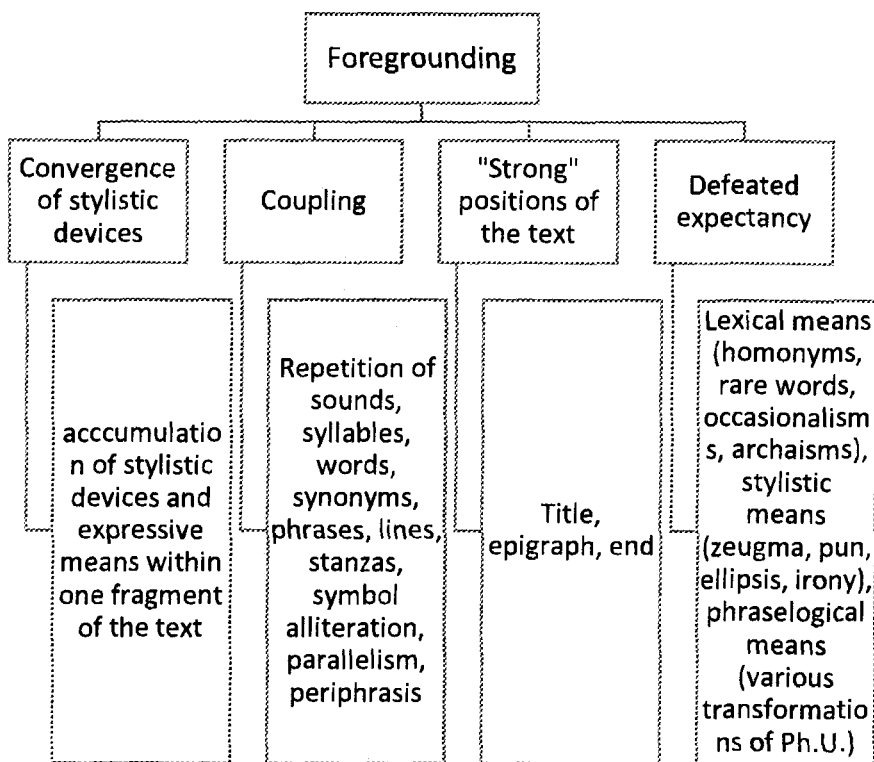 Foregrounding
Convergence
of stylistic
devices
Coupling
"Strong"
positions of
the text
Defeated
expectancy
acccumulatio
n of stylistic
devices and
expressive
means within
one fragment
of the text
Repetition of
sounds,
syllables,
words,
synonyms,
phrases, lines,
stanzas,
symbol
alliteration,
parallelism,
periphrasis
Title,
epigraph, end
Lexical means
(homonyms,
rare words,
occasionalism
s, archaisms),
stylistic
means
(zeugma, pun,
ellipsis, irony),
phraselogical
means
(various
transformatio
ns of Ph.U.)